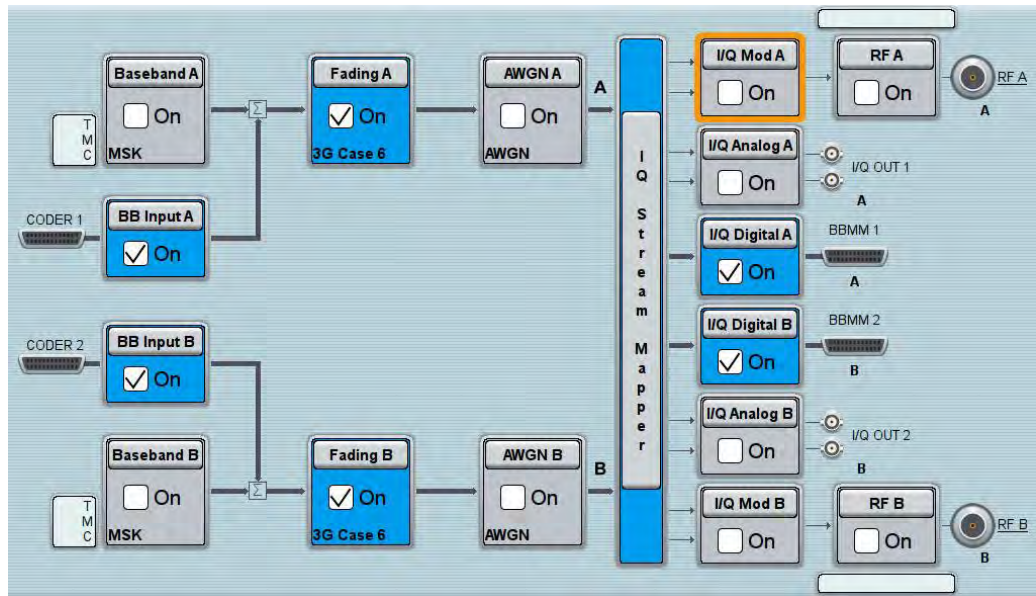 Baseband A
On
MSK
T
M
C
Fading A
On
3G Case 6
AWGN A
On
AWGN
A
I/Q Mod A
On
RF A
On
RF A
A
I/Q Analog A
On
I/Q OUT 1
A
CODER 1
BB Input A
On
I/Q Digital A
On
BBMM 1
A
I
Q
S
t
r
e
a
m
M
a
p
p
e
r
CODER 2
BB Input B
On
I/Q Digital B
On
BBMM 2
B
I/Q Analog B
On
I/Q OUT 2
B
Baseband B
On
MSK
T
M
C
Fading B
On
3G Case 6
AWGN B
On
AWGN
B
I/Q Mod B
On
RF B
On
RF B
B